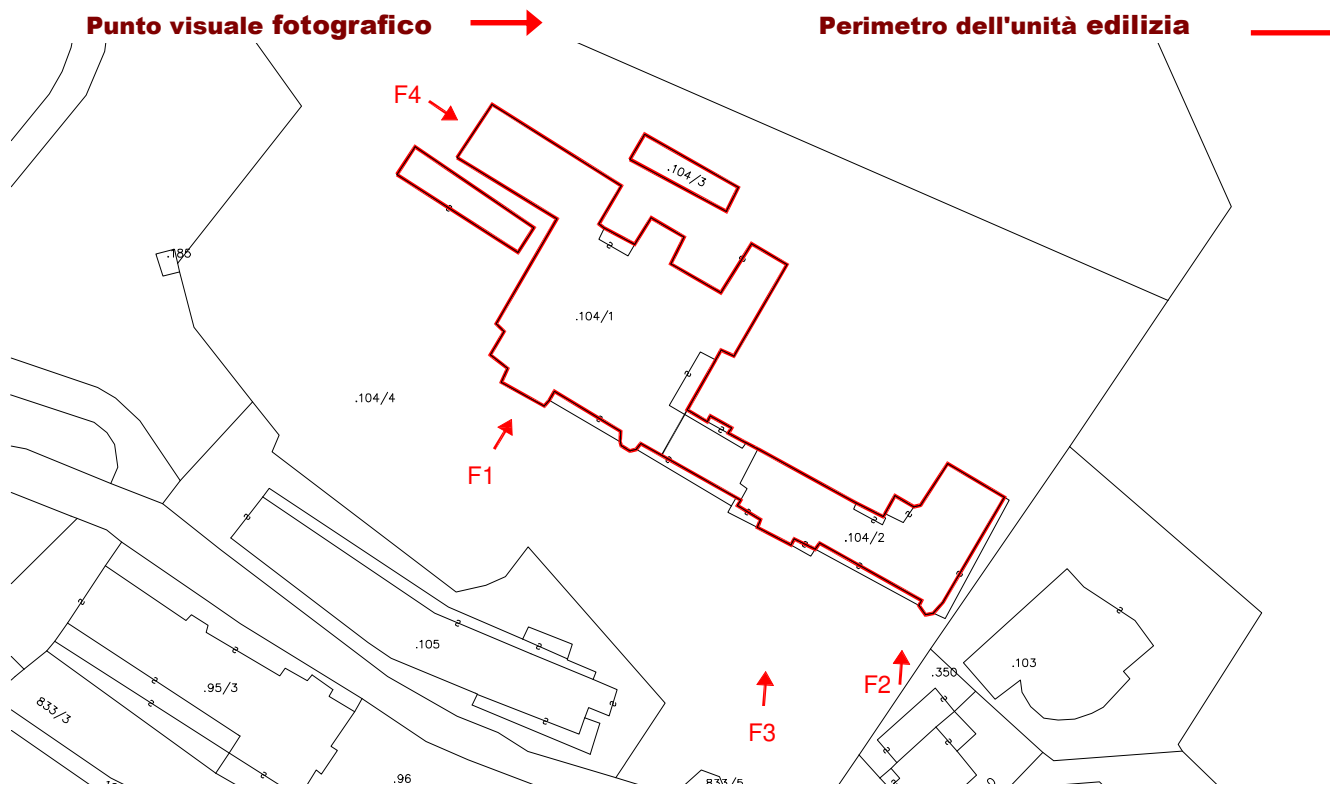 Punto visuale fotografico
Perimetro dell'unità edilizia
F4
.104/3
.185
.104/1
.104/4
F1
.104/2
.105
.103
.350
F2
.95/3
833/3
F3
.96
833/5